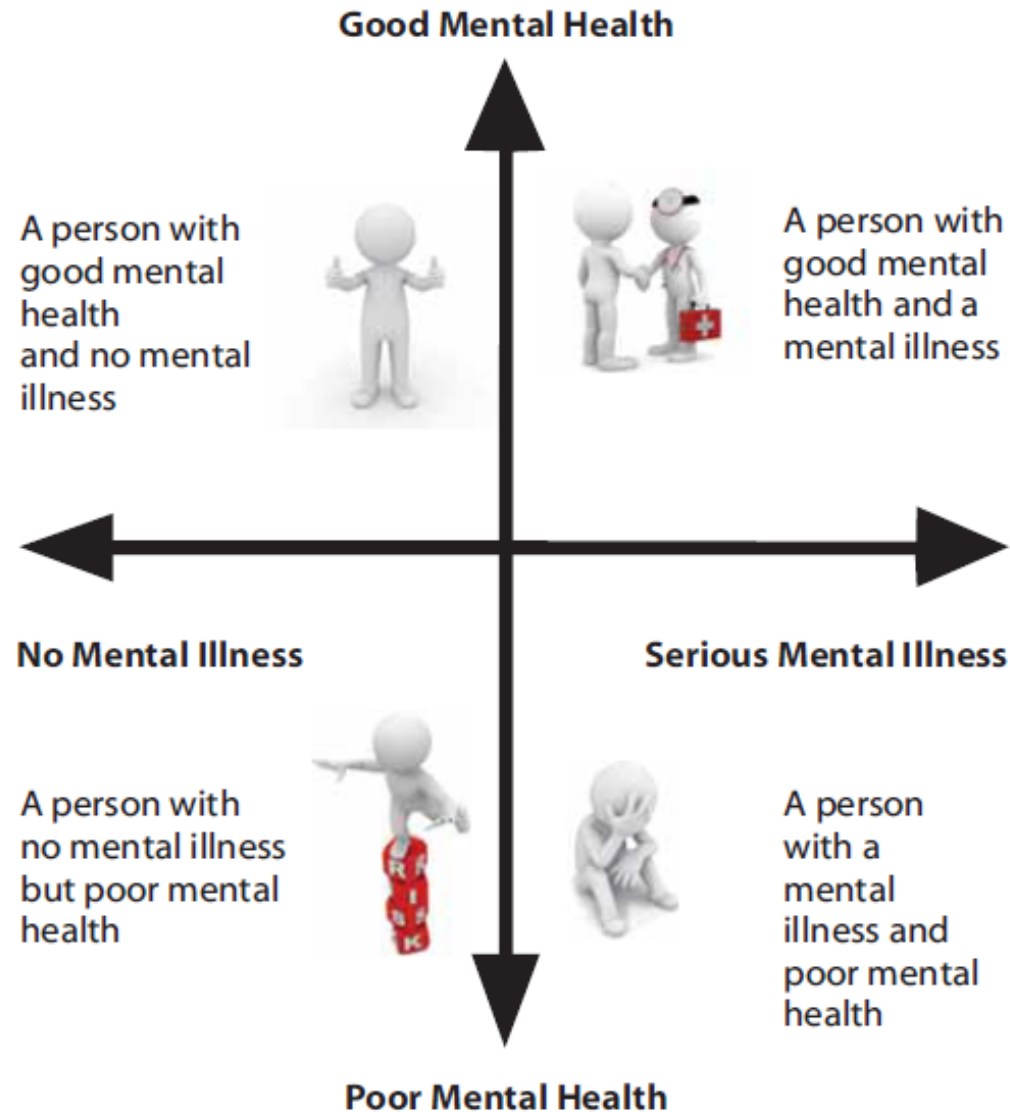 Good Mental Health
A person with
good mental
health
and no mental
illness
A person with
good mental
health and a
mental illness
No Mental Illness
Serious Mental Illness
A person with
no mental illness
but poor mental
health
R
I
S
K
A person
with a
mental
illness and
poor mental
health
Poor Mental Health